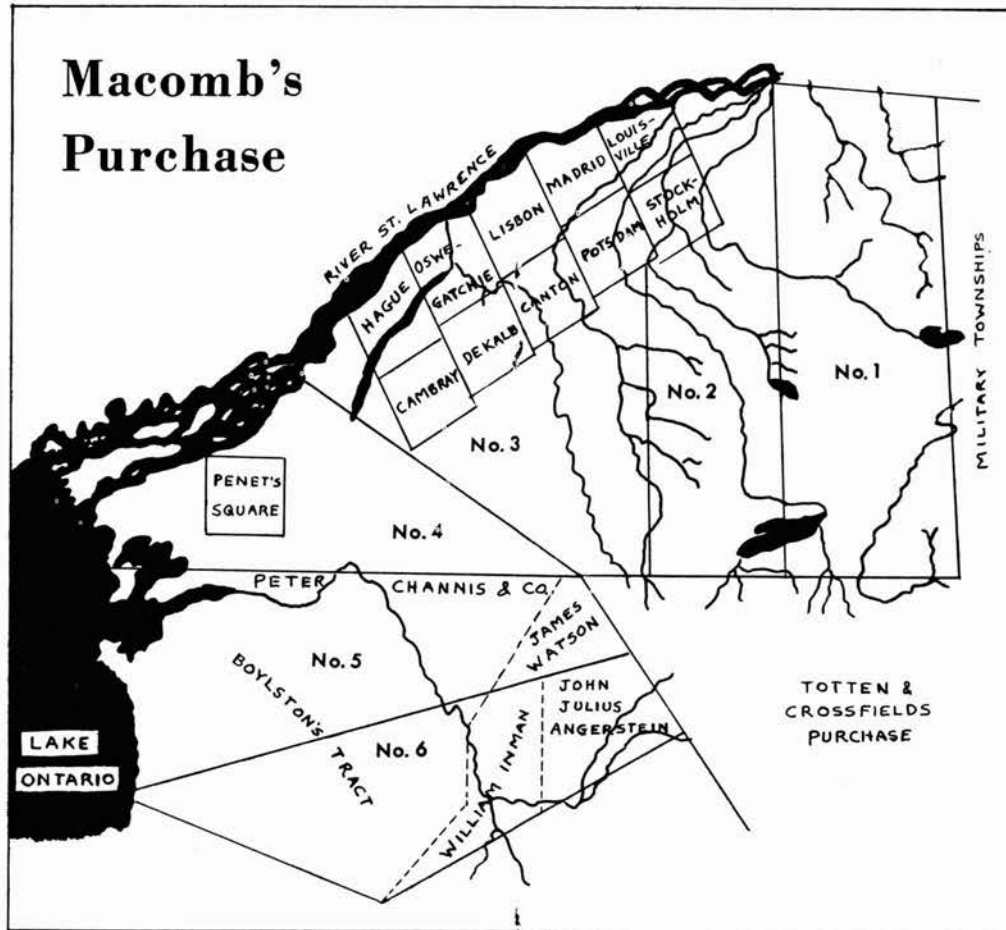 Macomb's
Purchase
RIVER ST. LAWRENCE
LOUIS-
VILLE
MADRID
LISBON
OSWE-
GATCHIE
HAGUE
STOCK-
HOLM
POTSDAM
CANTON
DEKALB
CAMBRAY
No. 1
No. 2
No. 3
MILITARY TOWNSHIPS
PENET'S
SQUARE
No. 4
PETER CHANNIS & CO.
JAMES
WATSON
No. 5
BOYLSTON'S TRACT
No. 6
JOHN
JULIUS
ANGERSTEIN
WILLIAM INMAN
TOTTEN &
CROSSFIELDS
PURCHASE
LAKE
ONTARIO